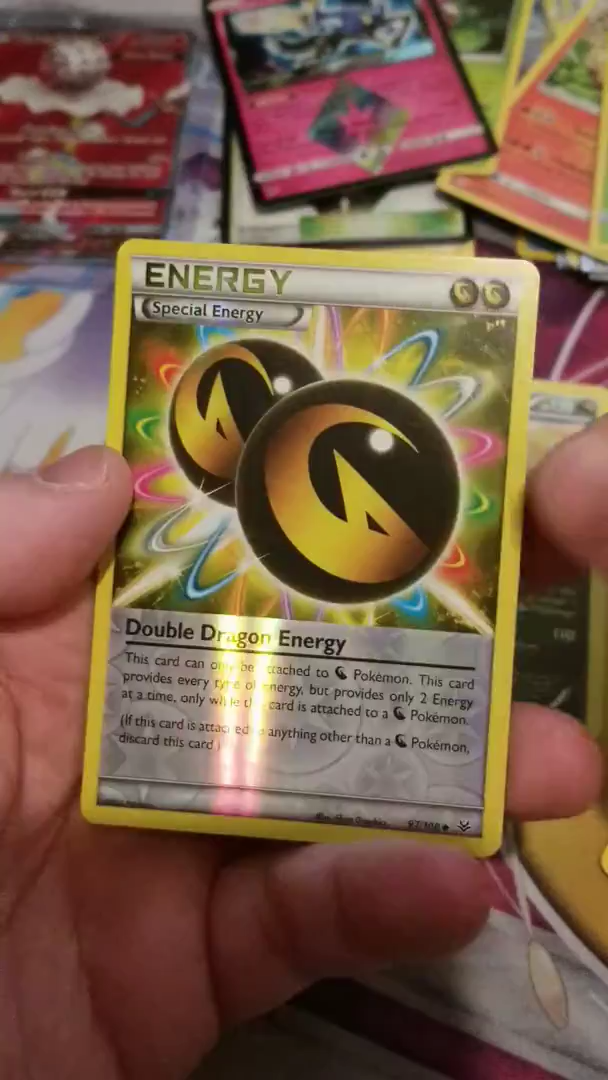 ENERGY
Special Energy
Double Dragon Energy
This card can only be attached to Pokémon. This card
provides every type of energy, but provides only 2 Energy
at a time, only while this card is attached to a Pokémon.
(If this card is attached to anything other than a Pokémon,
discard this card.)
97/108